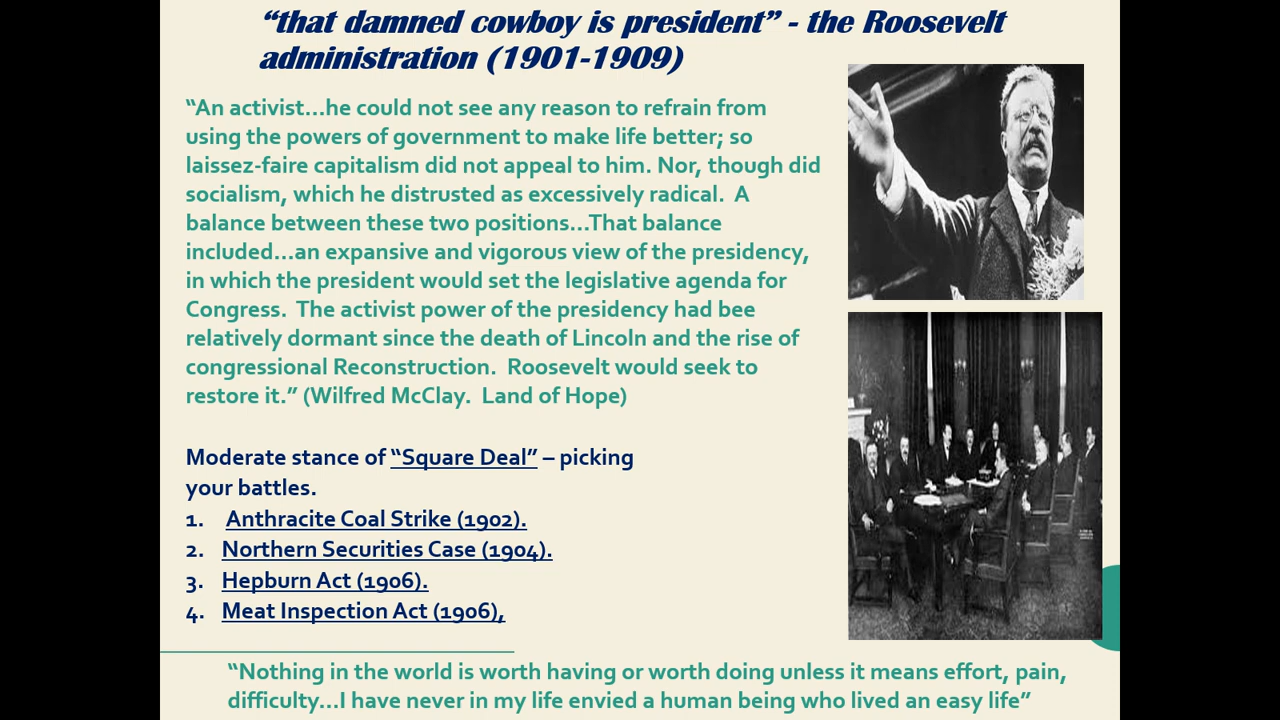 “that damned cowboy is president” - the Roosevelt
administration (1901-1909)
“An activist…he could not see any reason to refrain from
using the powers of government to make life better; so
laissez-faire capitalism did not appeal to him. Nor, though did
socialism, which he distrusted as excessively radical.  A
balance between these two positions…That balance
included…an expansive and vigorous view of the presidency,
in which the president would set the legislative agenda for
Congress.  The activist power of the presidency had bee
relatively dormant since the death of Lincoln and the rise of
congressional Reconstruction.  Roosevelt would seek to
restore it.” (Wilfred McClay.  Land of Hope)
Moderate stance of “Square Deal” – picking
your battles.
1. Anthracite Coal Strike (1902).
2. Northern Securities Case (1904).
3. Hepburn Act (1906).
4. Meat Inspection Act (1906),
“Nothing in the world is worth having or worth doing unless it means effort, pain,
difficulty…I have never in my life envied a human being who lived an easy life”